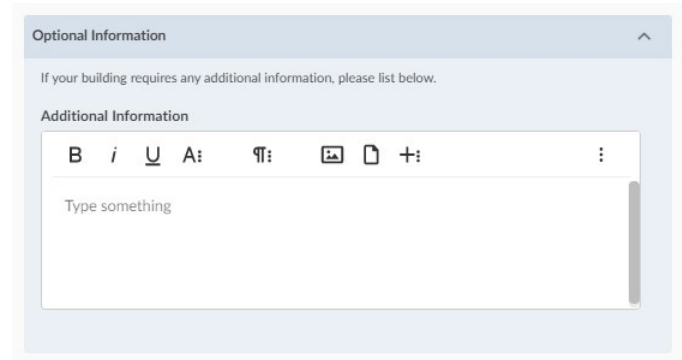 Optional Information
If your building requires any additional information, please list below.
Additional Information
B i U A
Type something